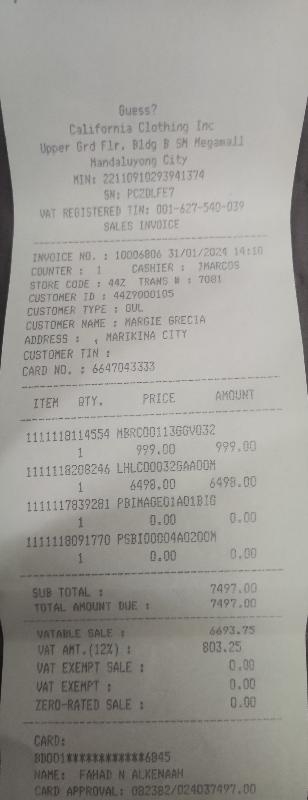 Guess?
California Clothing Inc
Upper Grd Flr. Bldg B SM Megamall
Mandaluyong City
MIN: 22110910293941374
SN: PC2DLFE7
VAT REGISTERED TIN: 001-627-540-039
SALES INVOICE
INVOICE NO. : 10006806 31/01/2024 14:10
COUNTER : 1 CASHIER : JMARCOS
STORE CODE : 44Z TRANS # : 7081
CUSTOMER ID : 44Z9000105
CUSTOMER TYPE : GUL
CUSTOMER NAME : MARGIE GRECIA
ADDRESS : , MARIKINA CITY
CUSTOMER TIN :
CARD NO. : 6647043333
ITEM QTY. PRICE AMOUNT
1111118114554 MBRC00113GGV032
1 999.00 999.00
1111118208246 LHLC00032GAAOOM
1 6498.00 6498.00
1111117839281 PBIMAGE01A01BIG
1 0.00 0.00
1111118091770 PSBI00004A0200M
1 0.00 0.00
SUB TOTAL : 7497.00
TOTAL AMOUNT DUE : 7497.00
VATABLE SALE : 6693.75
VAT AMT.(12%) : 803.25
VAT EXEMPT SALE : 0.00
VAT EXEMPT : 0.00
ZERO-RATED SALE : 0.00
CARD:
BDO01************6845
NAME: FAHAD N ALKENAAH
CARD APPROVAL: 082382/024037497.00